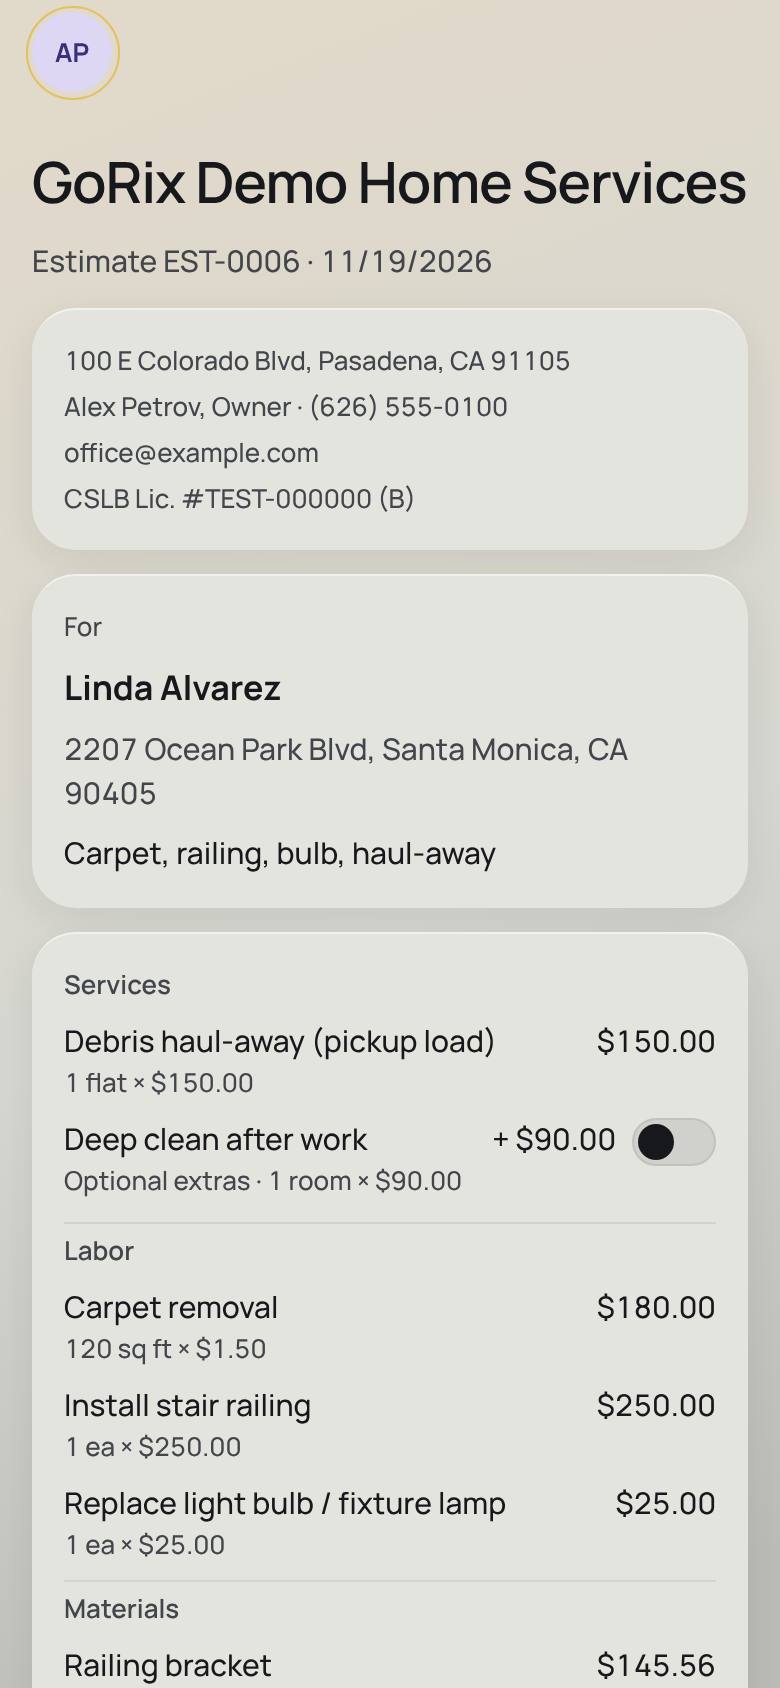 AP
GoRix Demo Home Services
Estimate EST-0006 · 11/19/2026
100 E Colorado Blvd, Pasadena, CA 91105
Alex Petrov, Owner · (626) 555-0100
office@example.com
CSLB Lic. #TEST-000000 (B)
For
Linda Alvarez
2207 Ocean Park Blvd, Santa Monica, CA
90405
Carpet, railing, bulb, haul-away
Services
Debris haul-away (pickup load) $150.00
1 flat × $150.00
Deep clean after work + $90.00
Optional extras · 1 room × $90.00
Labor
Carpet removal $180.00
120 sq ft × $1.50
Install stair railing $250.00
1 ea × $250.00
Replace light bulb / fixture lamp $25.00
1 ea × $25.00
Materials
Railing bracket $145.56